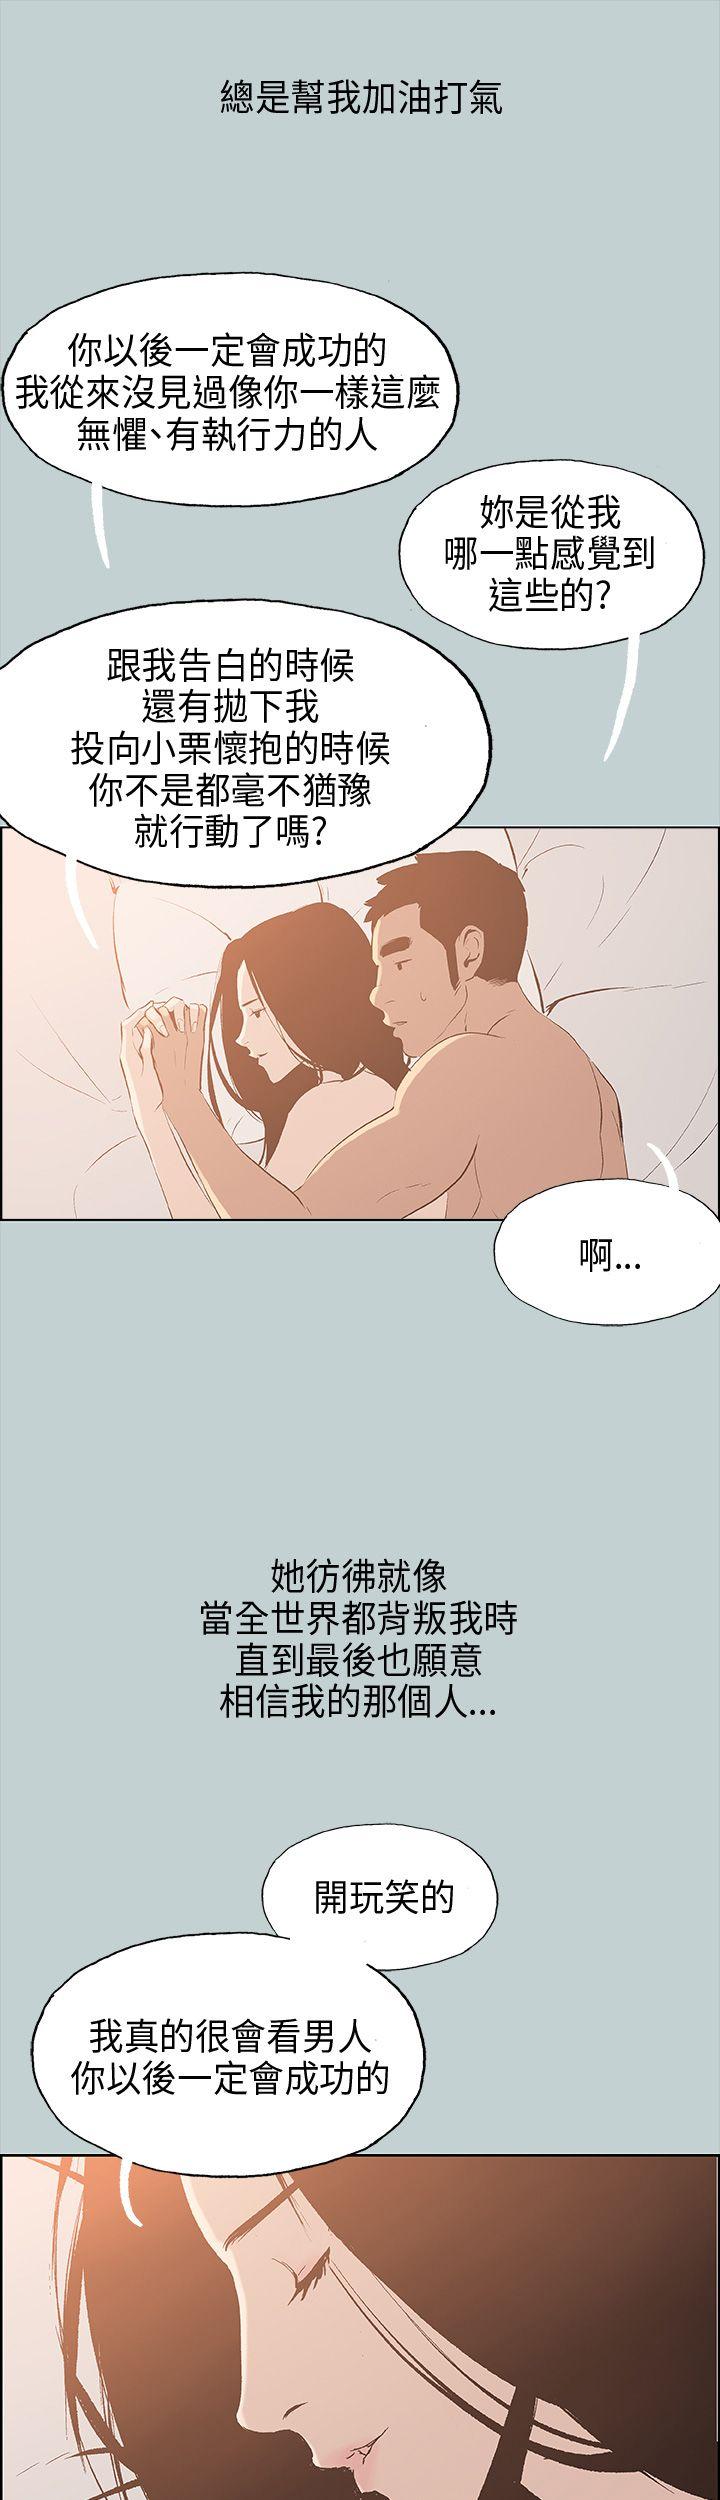 總是幫我加油打氣
你以後一定會成功的
我從來沒見過像你一樣這麼
無懼、有執行力的人
妳是從我
哪一點感覺到
這些的?
跟我告白的時候
還有拋下我
投向小栗懷抱的時候
你不是都毫不猶豫
就行動了嗎?
啊...
她彷彿就像
當全世界都背叛我時
直到最後也願意
相信我的那個人...
開玩笑的
我真的很會看男人
你以後一定會成功的